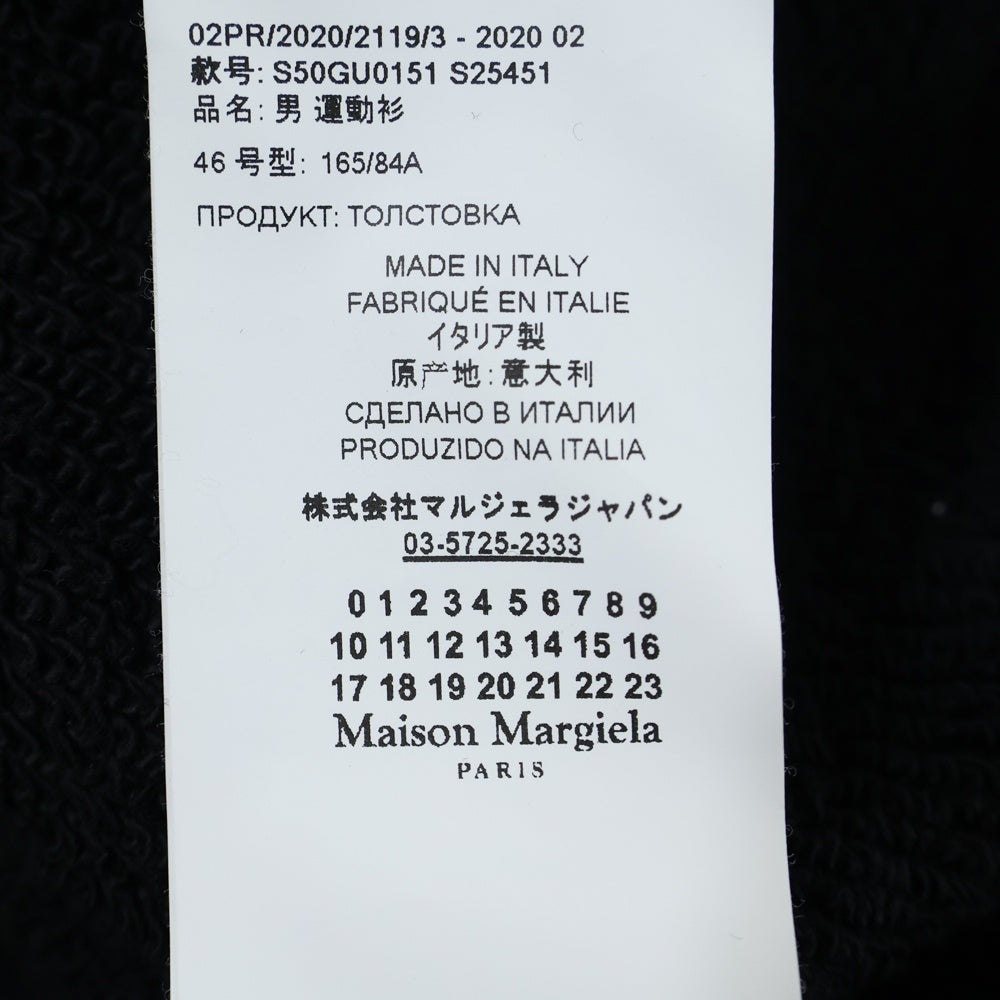 02PR/2020/2119/3 - 2020 02
款号: S50GU0151 S25451
品名: 男 運動衫
46 号型: 165/84A
ПРОДУКТ: ТОЛСТОВКА
MADE IN ITALY
FABRIQUÉ EN ITALIE
イタリア製
原产地: 意大利
СДЕЛАНО В ИТАЛИИ
PRODUZIDO NA ITALIA
株式会社マルジェラジャパン
03-5725-2333
0 1 2 3 4 5 6 7 8 9
10 11 12 13 14 15 16
17 18 19 20 21 22 23
Maison Margiela
PARIS